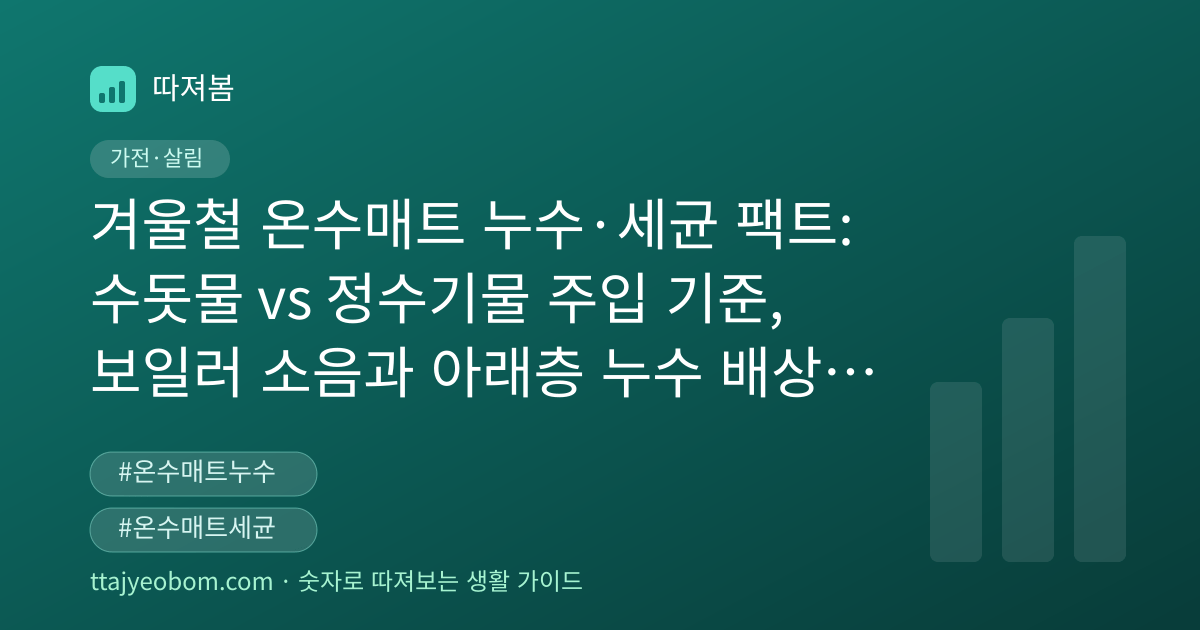 따져봄
가전·살림
겨울철 온수매트 누수·세균 팩트:
수돗물 vs 정수기물 주입 기준,
보일러 소음과 아래층 누수 배상…
#온수매트누수
#온수매트세균
ttajyeobom.com · 숫자로 따져보는 생활 가이드